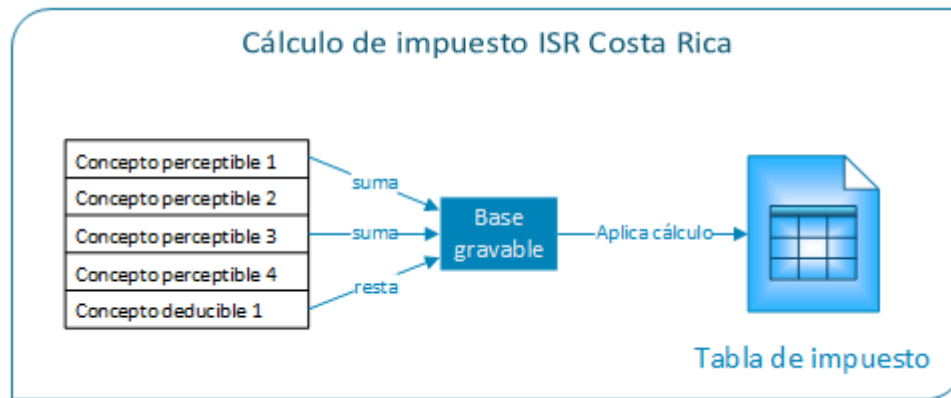 Cálculo de impuesto ISR Costa Rica
Concepto perceptible 1
Concepto perceptible 2
Concepto perceptible 3
Concepto perceptible 4
Concepto deducible 1
suma
suma
resta
Base
gravable
Aplica cálculo
Tabla de impuesto